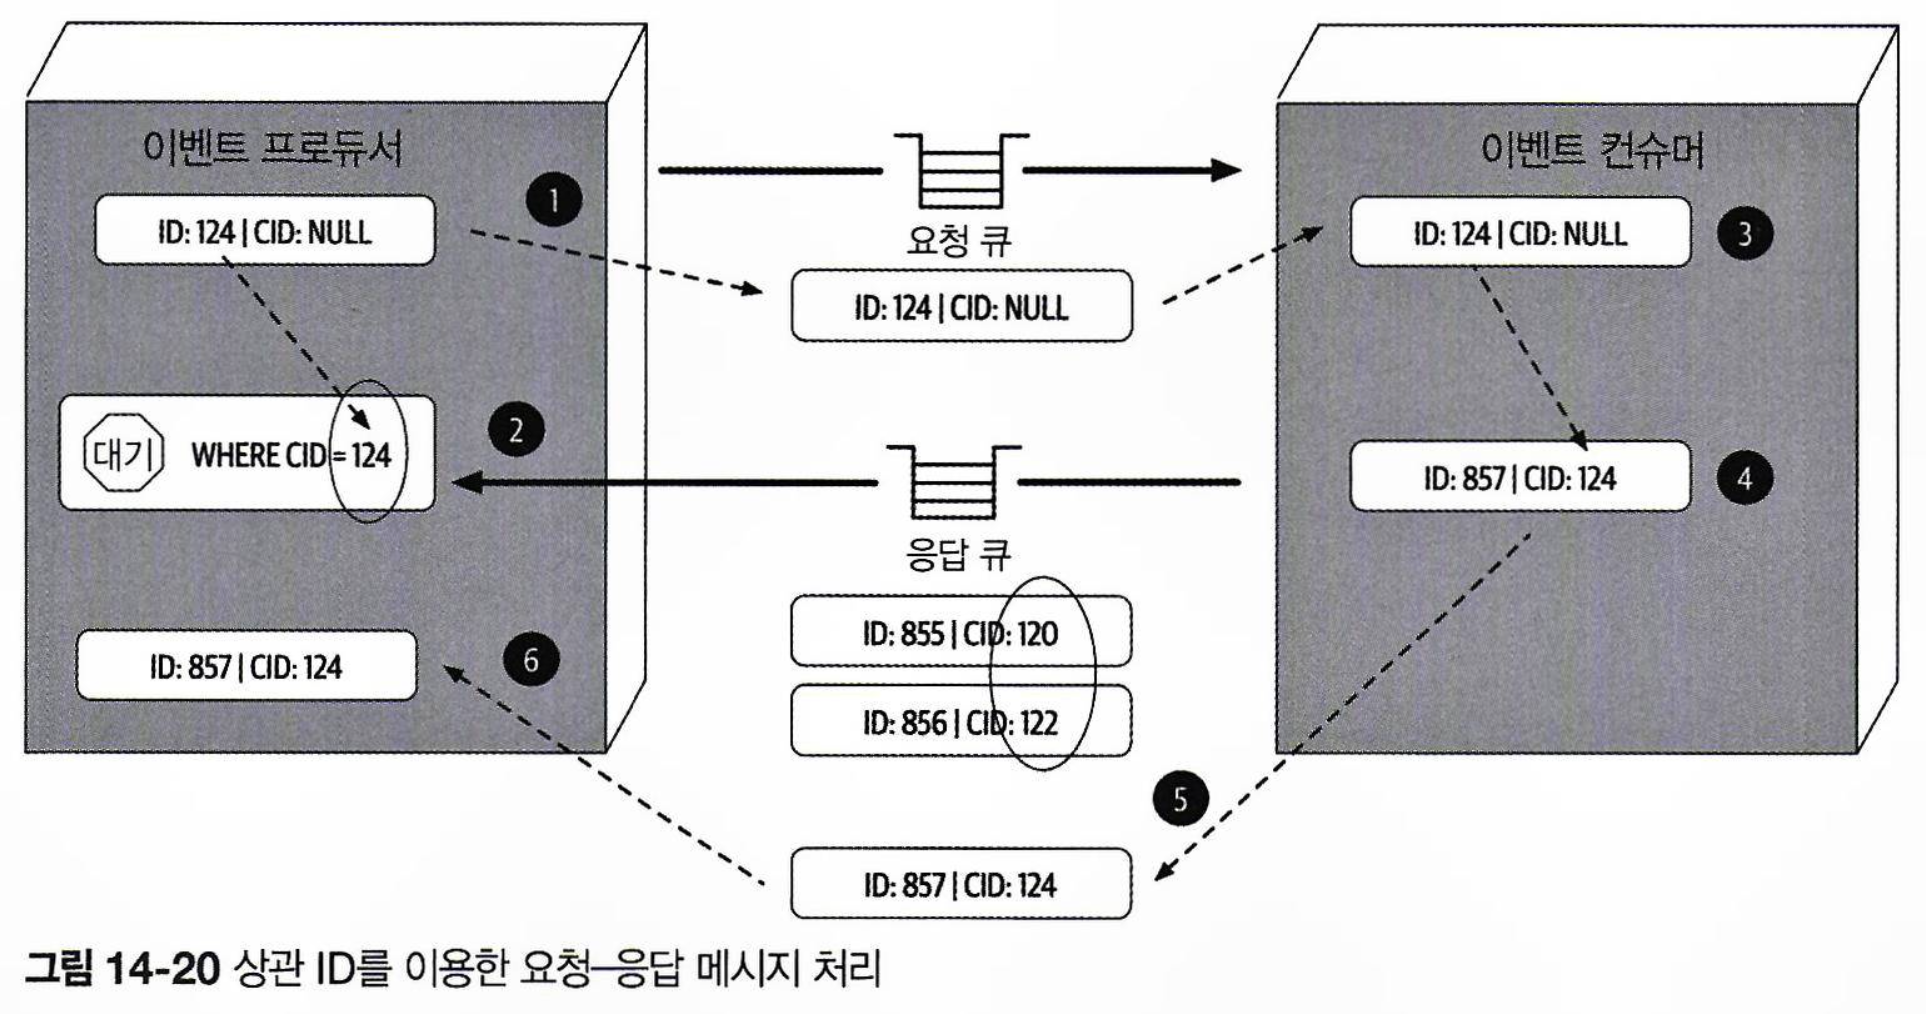 이벤트 프로듀서
ID: 124 | CID: NULL
1
요청 큐
ID: 124 | CID: NULL
이벤트 컨슈머
ID: 124 | CID: NULL
3
대기
WHERE CID = 124
2
응답 큐
ID: 857 | CID: 124
4
ID: 855 | CID: 120
ID: 856 | CID: 122
5
ID: 857 | CID: 124
ID: 857 | CID: 124
6
그림 14-20 상관 ID를 이용한 요청–응답 메시지 처리